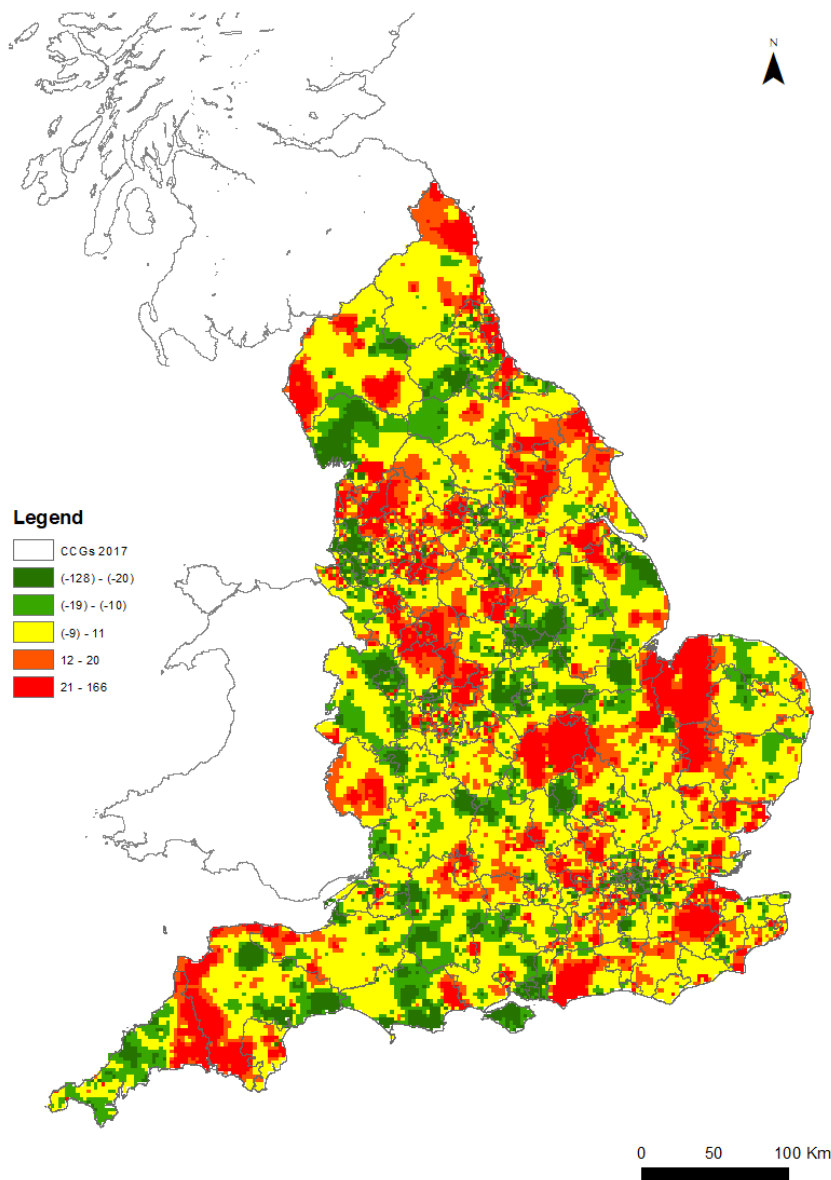 N
Legend
CCGs 2017
(-128) - (-20)
(-19) - (-10)
(-9) - 11
12 - 20
21 - 166
0 50 100 Km